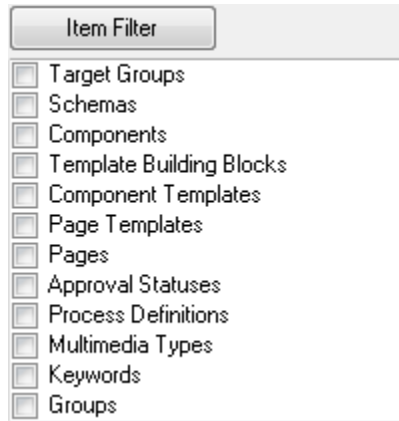 Item Filter
Target Groups
Schemas
Components
Template Building Blocks
Component Templates
Page Templates
Pages
Approval Statuses
Process Definitions
Multimedia Types
Keywords
Groups